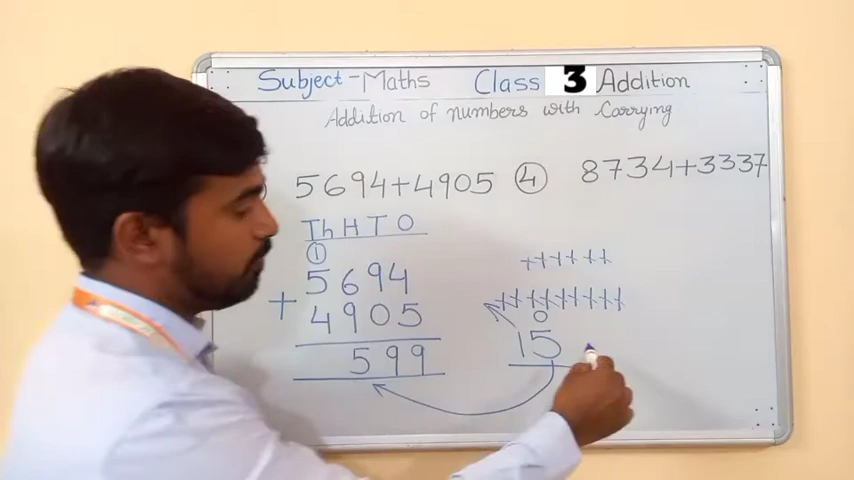 Subject-Maths Class 3 Addition
Addition of numbers with Carrying
5694+4905 4 8734+3337
Th H T O
1
5694
+ 4905
599
0
15